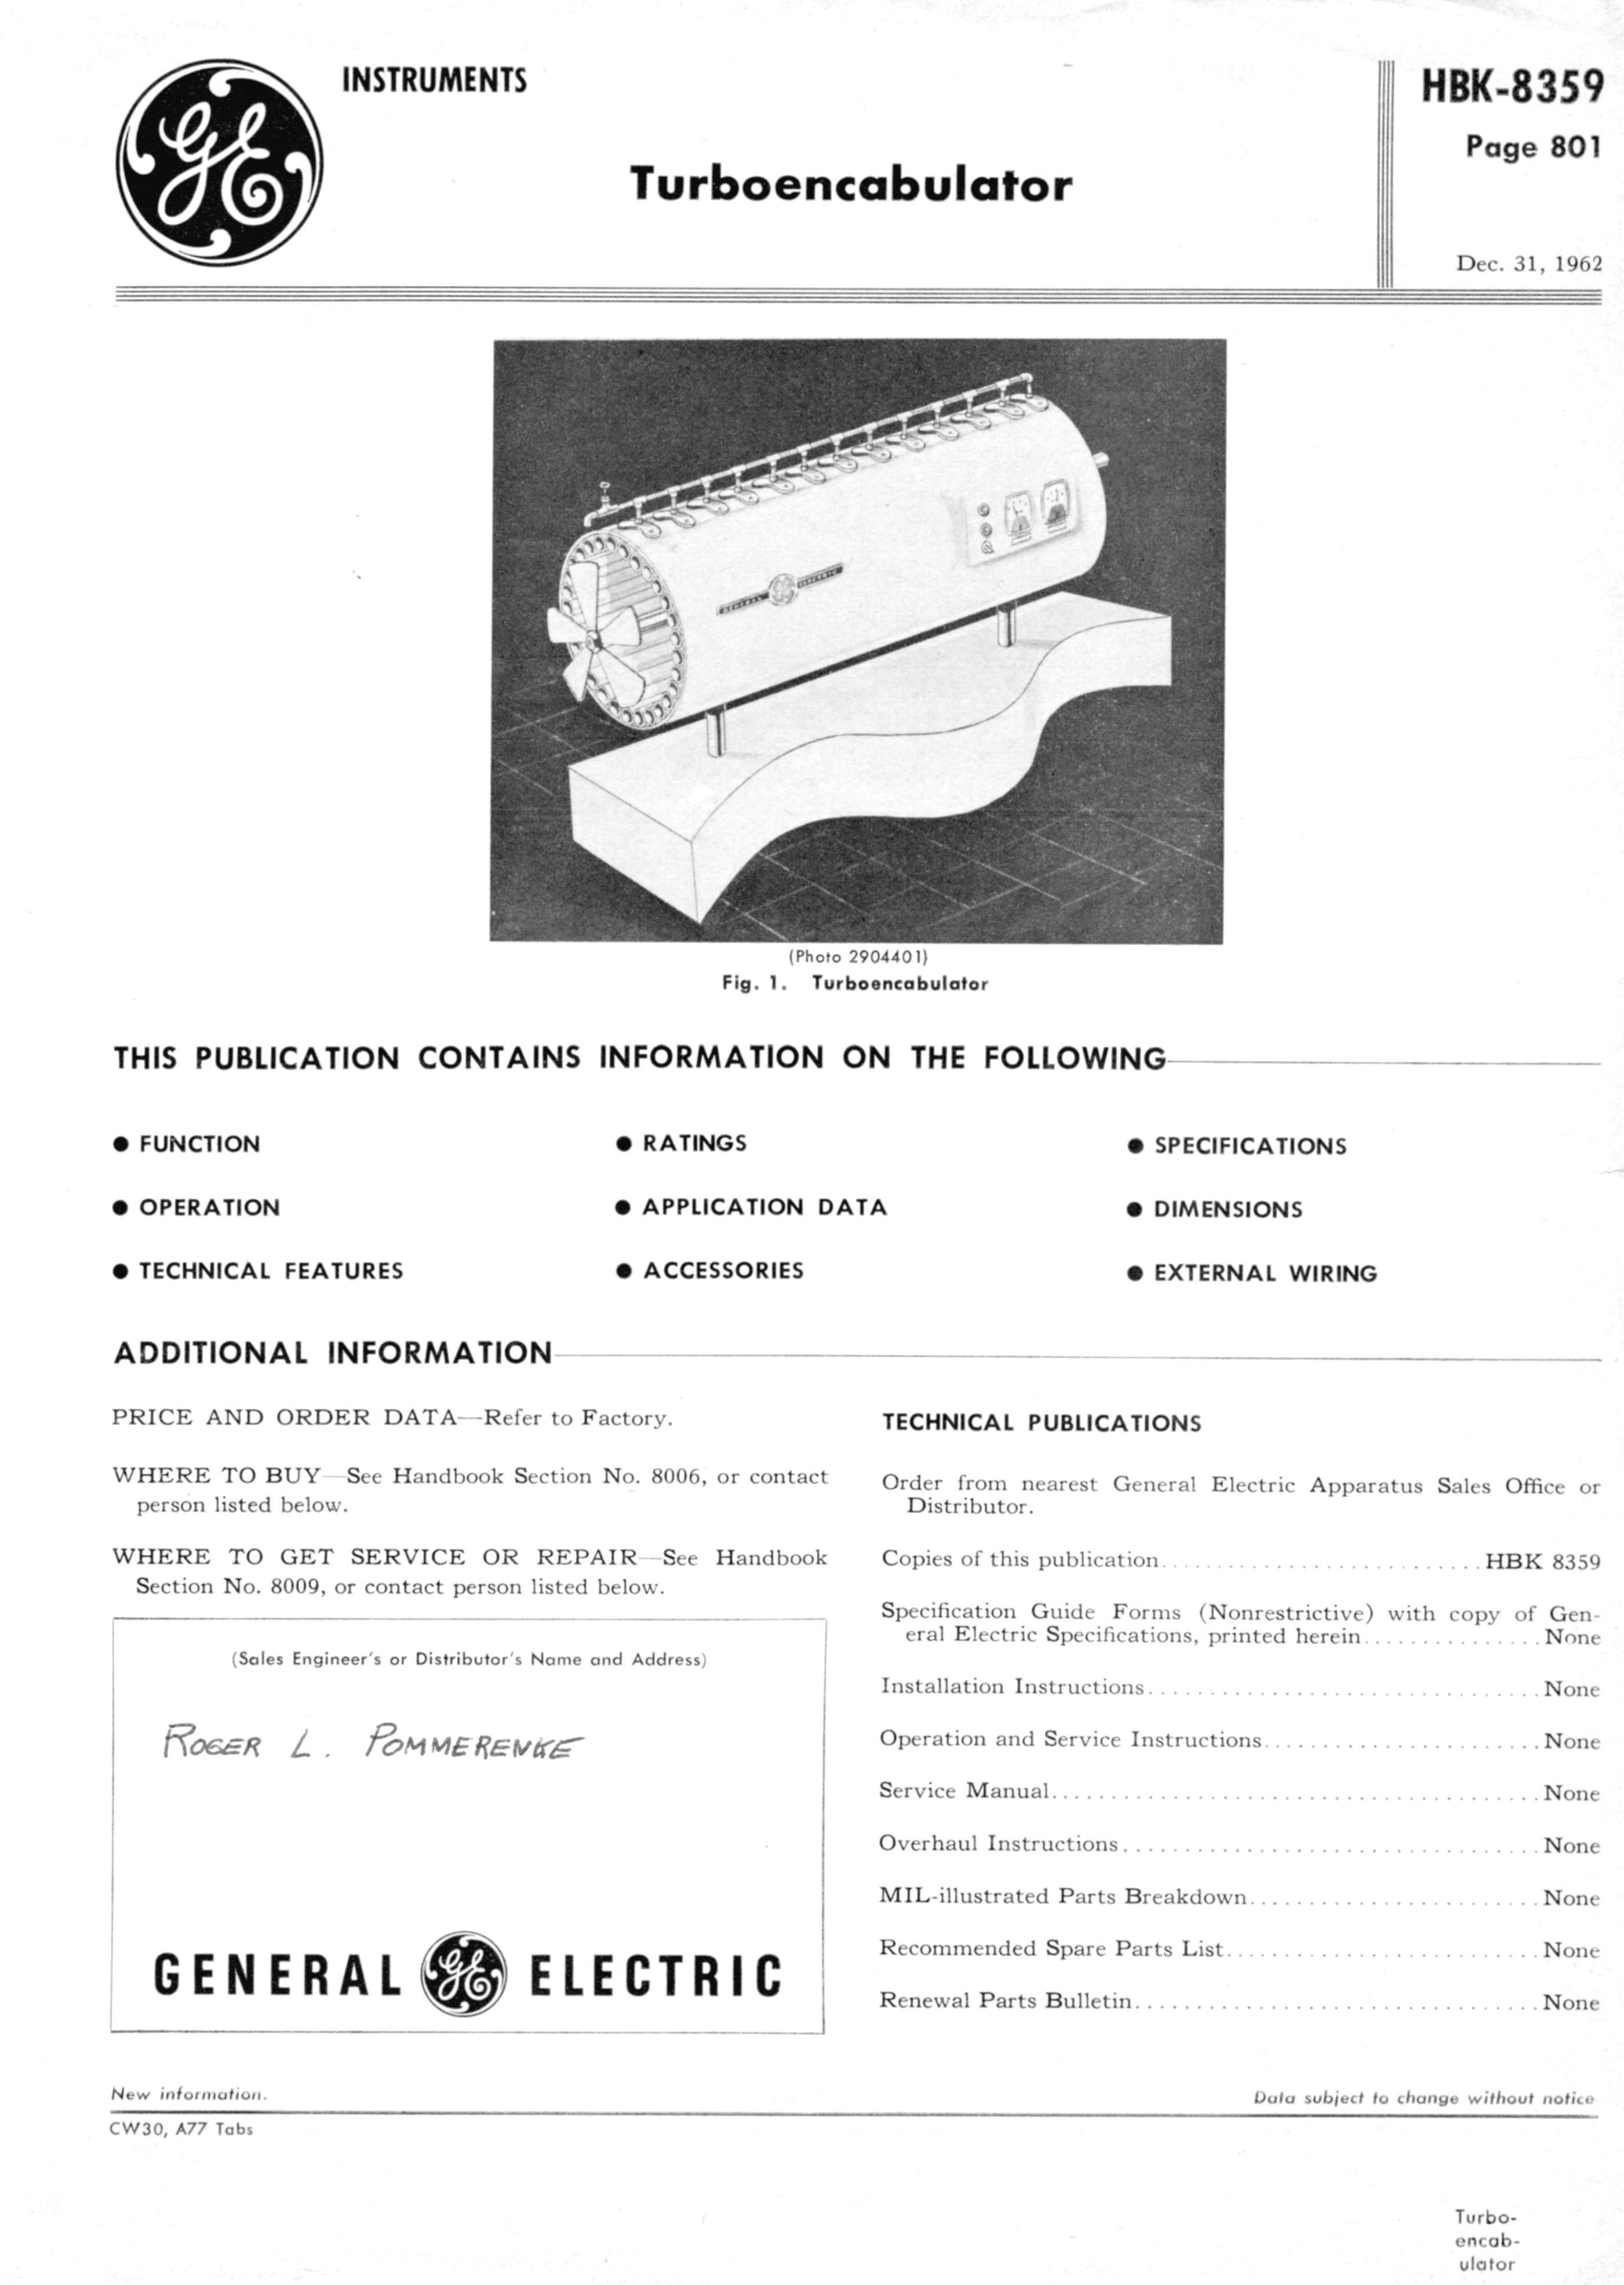 GE
INSTRUMENTS
HBK-8359
Page 801
Turboencabulator
Dec. 31, 1962
GENERAL GE ELECTRIC
(Photo 2904401)
Fig. 1. Turboencabulator
THIS PUBLICATION CONTAINS INFORMATION ON THE FOLLOWING
● FUNCTION
● OPERATION
● TECHNICAL FEATURES
● RATINGS
● APPLICATION DATA
● ACCESSORIES
● SPECIFICATIONS
● DIMENSIONS
● EXTERNAL WIRING
ADDITIONAL INFORMATION
PRICE AND ORDER DATA—Refer to Factory.
WHERE TO BUY—See Handbook Section No. 8006, or contact
person listed below.
WHERE TO GET SERVICE OR REPAIR—See Handbook
Section No. 8009, or contact person listed below.
(Sales Engineer's or Distributor's Name and Address)
ROGER L. POMMERENKE
GENERAL GE ELECTRIC
TECHNICAL PUBLICATIONS
Order from nearest General Electric Apparatus Sales Office or
Distributor.
Copies of this publication..........................HBK 8359
Specification Guide Forms (Nonrestrictive) with copy of Gen-
eral Electric Specifications, printed herein..............None
Installation Instructions................................None
Operation and Service Instructions......................None
Service Manual.......................................None
Overhaul Instructions..................................None
MIL-illustrated Parts Breakdown........................None
Recommended Spare Parts List.........................None
Renewal Parts Bulletin.................................None
New information.
Data subject to change without notice
CW30, A77 Tabs
Turbo-
encab-
ulator